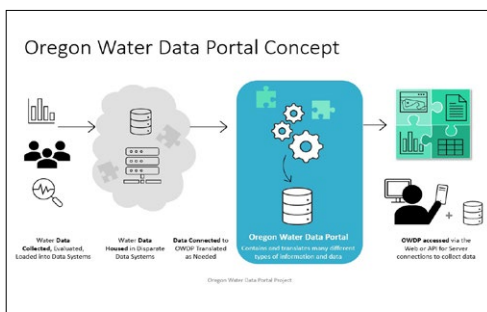 Oregon Water Data Portal Concept
Water Data
Collected, Evaluated,
Loaded into Data Systems
Water Data
Housed in Disparate
Data Systems
Data Connected to
OWDP Translated
as Needed
Oregon Water Data Portal
Contains and translates many different
types of information and data
OWDP accessed via the
Web or API for Server
connections to collect data
Oregon Water Data Portal Project